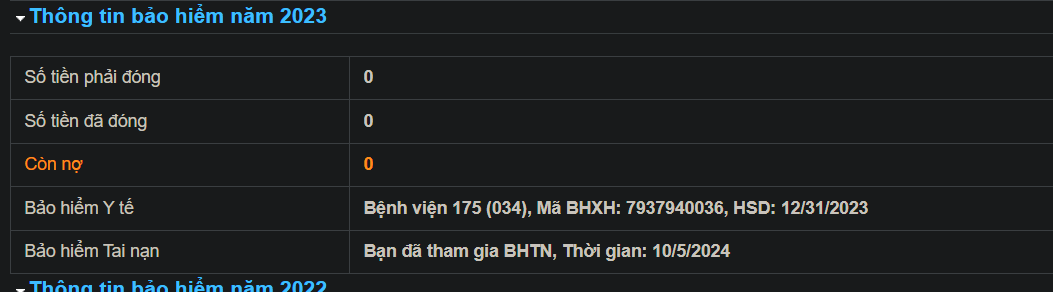 Thông tin bảo hiểm năm 2023
Số tiền phải đóng 0
Số tiền đã đóng 0
Còn nợ 0
Bảo hiểm Y tế Bệnh viện 175 (034), Mã BHXH: 7937940036, HSD: 12/31/2023
Bảo hiểm Tai nạn Bạn đã tham gia BHTN, Thời gian: 10/5/2024
Thông tin bảo hiểm năm 2022